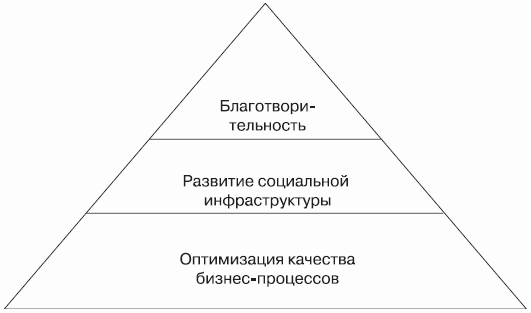 Благотвори-
тельность
Развитие социальной
инфраструктуры
Оптимизация качества
бизнес-процессов